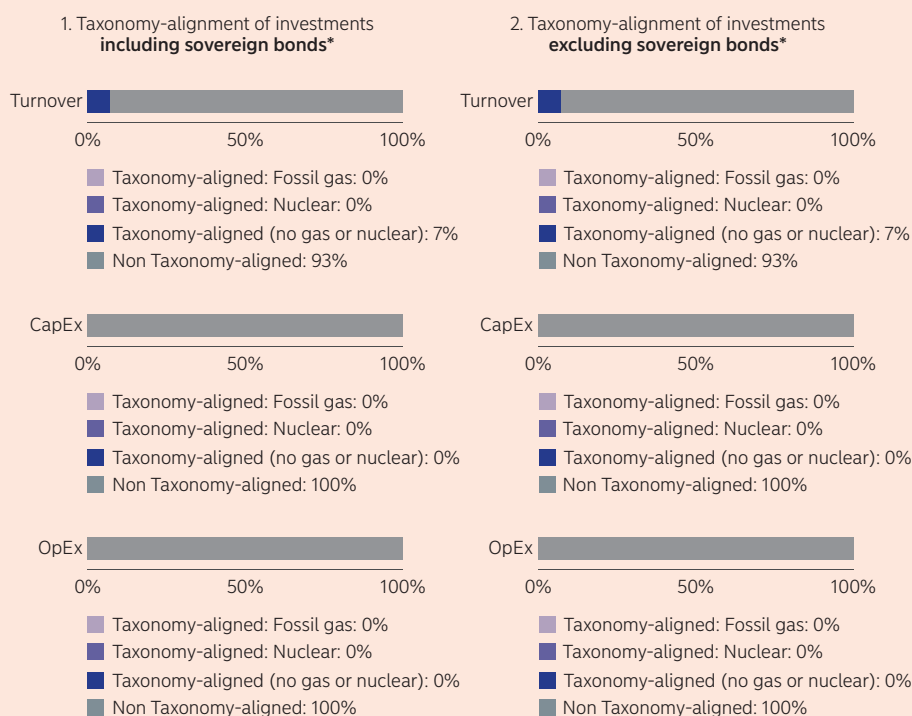 1. Taxonomy-alignment of investments
including sovereign bonds*
Turnover
0% 50% 100%
Taxonomy-aligned: Fossil gas: 0%
Taxonomy-aligned: Nuclear: 0%
Taxonomy-aligned (no gas or nuclear): 7%
Non Taxonomy-aligned: 93%
CapEx
0% 50% 100%
Taxonomy-aligned: Fossil gas: 0%
Taxonomy-aligned: Nuclear: 0%
Taxonomy-aligned (no gas or nuclear): 0%
Non Taxonomy-aligned: 100%
OpEx
0% 50% 100%
Taxonomy-aligned: Fossil gas: 0%
Taxonomy-aligned: Nuclear: 0%
Taxonomy-aligned (no gas or nuclear): 0%
Non Taxonomy-aligned: 100%
2. Taxonomy-alignment of investments
excluding sovereign bonds*
Turnover
0% 50% 100%
Taxonomy-aligned: Fossil gas: 0%
Taxonomy-aligned: Nuclear: 0%
Taxonomy-aligned (no gas or nuclear): 7%
Non Taxonomy-aligned: 93%
CapEx
0% 50% 100%
Taxonomy-aligned: Fossil gas: 0%
Taxonomy-aligned: Nuclear: 0%
Taxonomy-aligned (no gas or nuclear): 0%
Non Taxonomy-aligned: 100%
OpEx
0% 50% 100%
Taxonomy-aligned: Fossil gas: 0%
Taxonomy-aligned: Nuclear: 0%
Taxonomy-aligned (no gas or nuclear): 0%
Non Taxonomy-aligned: 100%